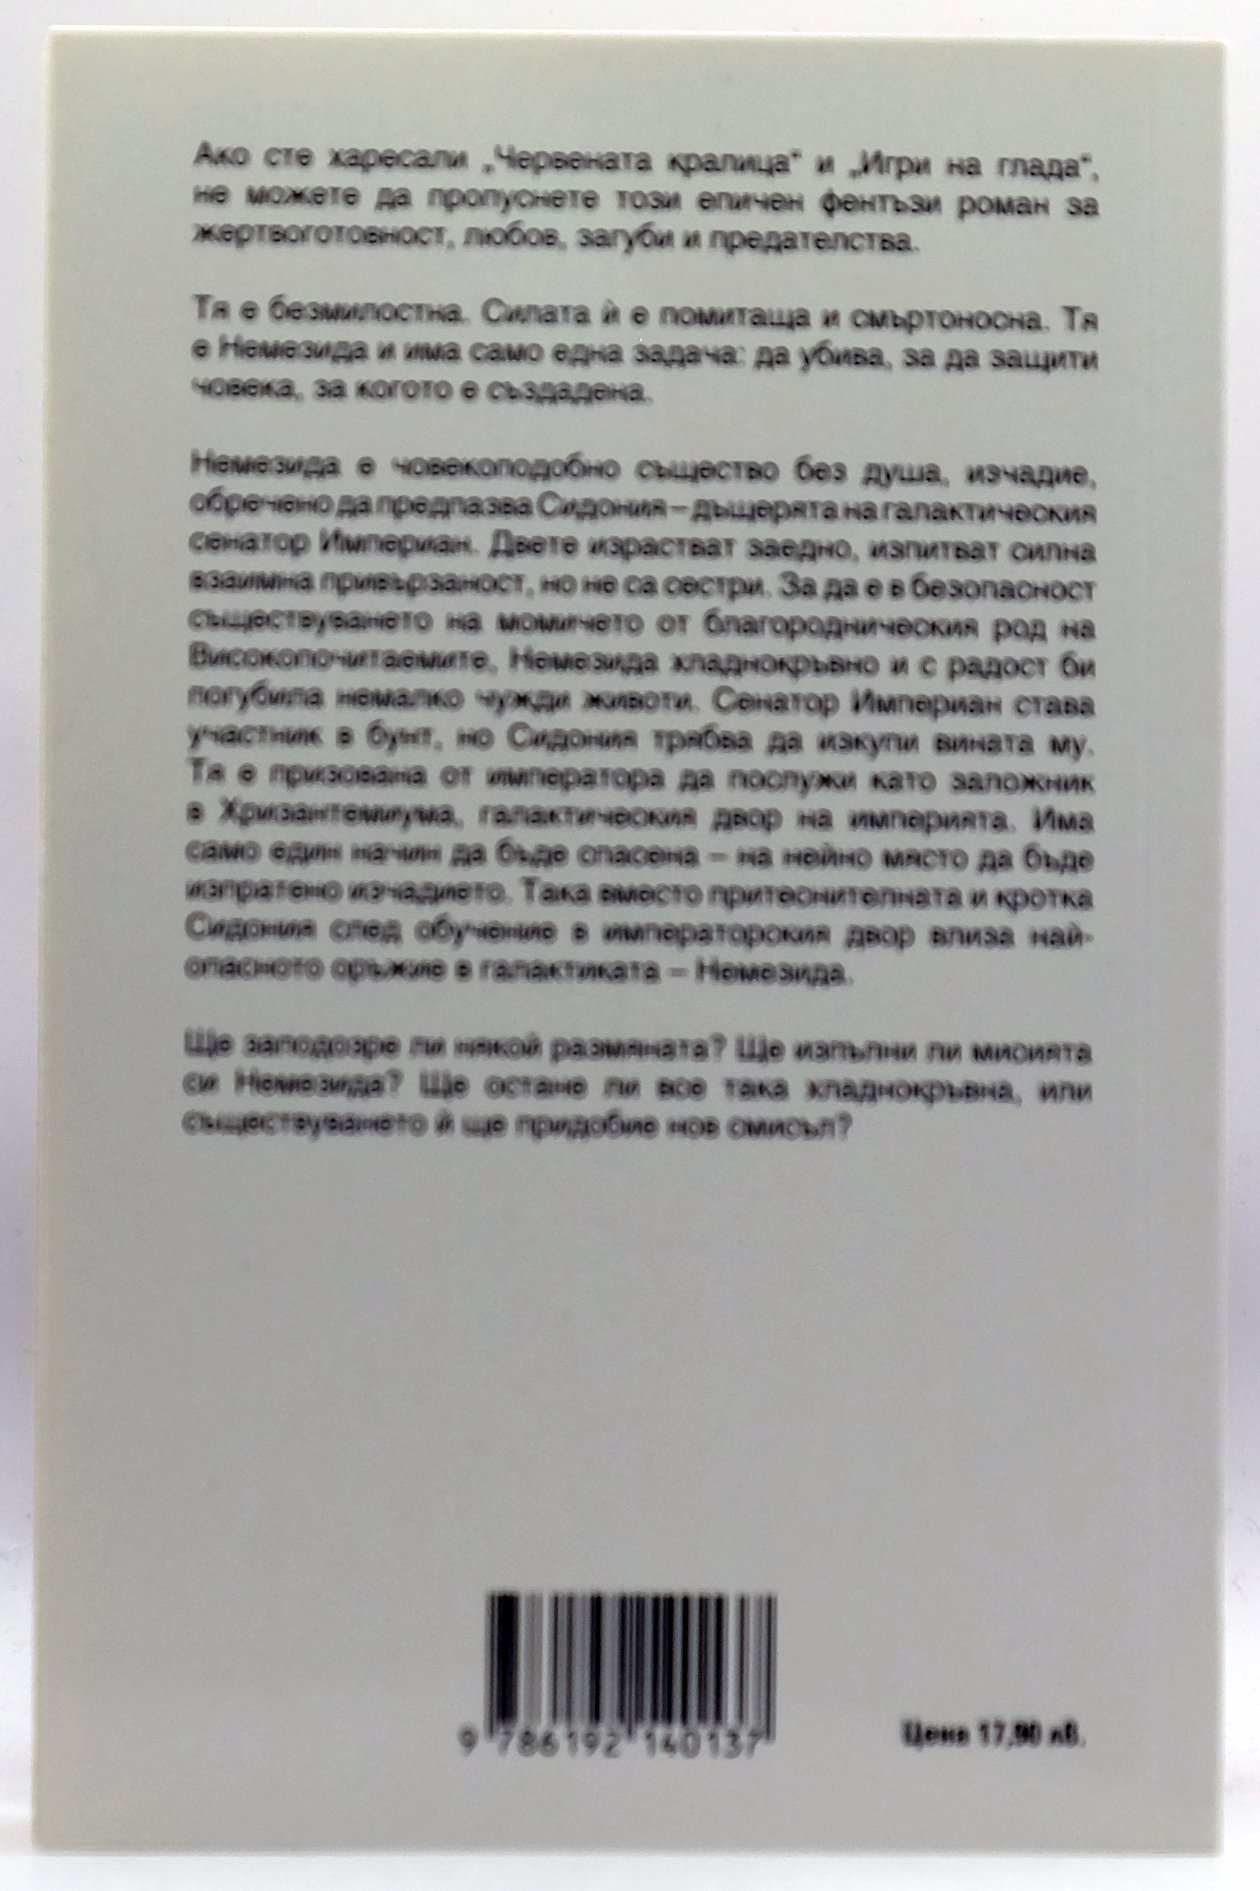 Ако сте харесали „Червената кралица“ и „Игри на глада“,
не можете да пропуснете този епичен фентъзи роман за
жертвоготовност, любов, загуби и предателства.
Тя е безмилостна. Силата ѝ е помитаща и смъртоносна. Тя
е Немезида и има само една задача: да убива, за да защити
човека, за когото е създадена.
Немезида е човекоподобно същество без душа, изчадие,
обречено да предпазва Сидония – дъщерята на галактическия
сенатор Империан. Двете израстват заедно, изпитват силна
взаимна привързаност, но не са сестри. За да е в безопасност
съществуването на момичето от благородническия род на
Високопочитаемите, Немезида хладнокръвно и с радост би
погубила немалко чужди животи. Сенатор Империан става
участник в бунт, но Сидония трябва да изкупи вината му.
Тя е призована от императора да послужи като заложник
в Хризантемиума, галактическия двор на империята. Има
само един начин да бъде спасена – на нейно място да бъде
изпратено изчадието. Така вместо притеснителната и кротка
Сидония след обучение в императорския двор влиза най-
опасното оръжие в галактиката – Немезида.
Ще заподозре ли някой размяната? Ще изпълни ли мисията
си Немезида? Ще остане ли все така хладнокръвна, или
съществуването ѝ ще придобие нов смисъл?
9 786192 140137
Цена 17,90 лв.